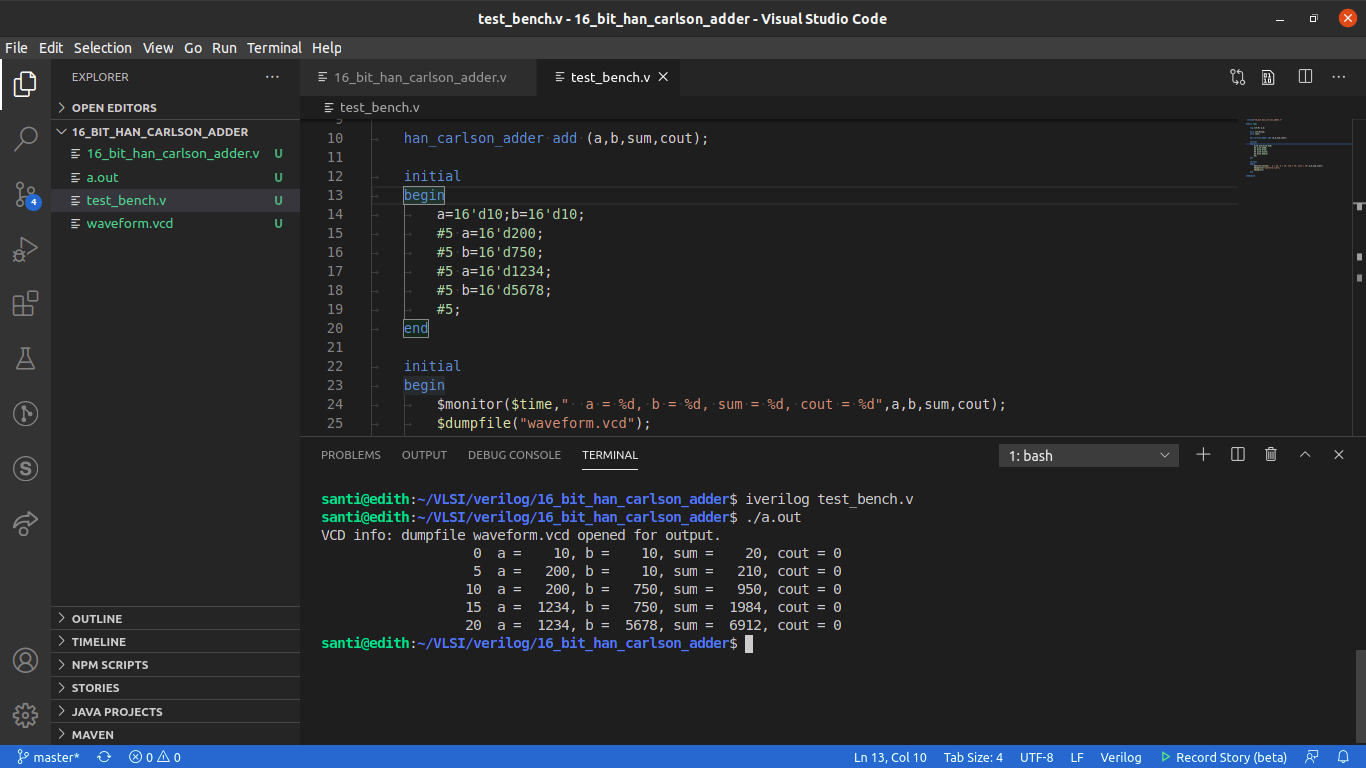 test_bench.v - 16_bit_han_carlson_adder - Visual Studio Code
File Edit Selection View Go Run Terminal Help
EXPLORER
OPEN EDITORS
16_BIT_HAN_CARLSON_ADDER
16_bit_han_carlson_adder.v U
a.out U
test_bench.v U
waveform.vcd U
4
OUTLINE
TIMELINE
NPM SCRIPTS
STORIES
JAVA PROJECTS
MAVEN
16_bit_han_carlson_adder.v test_bench.v
test_bench.v
9
10 han_carlson_adder add (a,b,sum,cout);
11
12 initial
13 begin
14 a=16'd10;b=16'd10;
15 #5 a=16'd200;
16 #5 b=16'd750;
17 #5 a=16'd1234;
18 #5 b=16'd5678;
19 #5;
20 end
21
22 initial
23 begin
24 $monitor($time,"  a = %d, b = %d, sum = %d, cout = %d",a,b,sum,cout);
25 $dumpfile("waveform.vcd");
PROBLEMS OUTPUT DEBUG CONSOLE TERMINAL 1: bash
santi@edith:~/VLSI/verilog/16_bit_han_carlson_adder$ iverilog test_bench.v
santi@edith:~/VLSI/verilog/16_bit_han_carlson_adder$ ./a.out
VCD info: dumpfile waveform.vcd opened for output.
0  a =    10, b =    10, sum =    20, cout = 0
5  a =   200, b =    10, sum =   210, cout = 0
10  a =   200, b =   750, sum =   950, cout = 0
15  a =  1234, b =   750, sum =  1984, cout = 0
20  a =  1234, b =  5678, sum =  6912, cout = 0
santi@edith:~/VLSI/verilog/16_bit_han_carlson_adder$
master* 0 0 Ln 13, Col 10 Tab Size: 4 UTF-8 LF Verilog Record Story (beta)